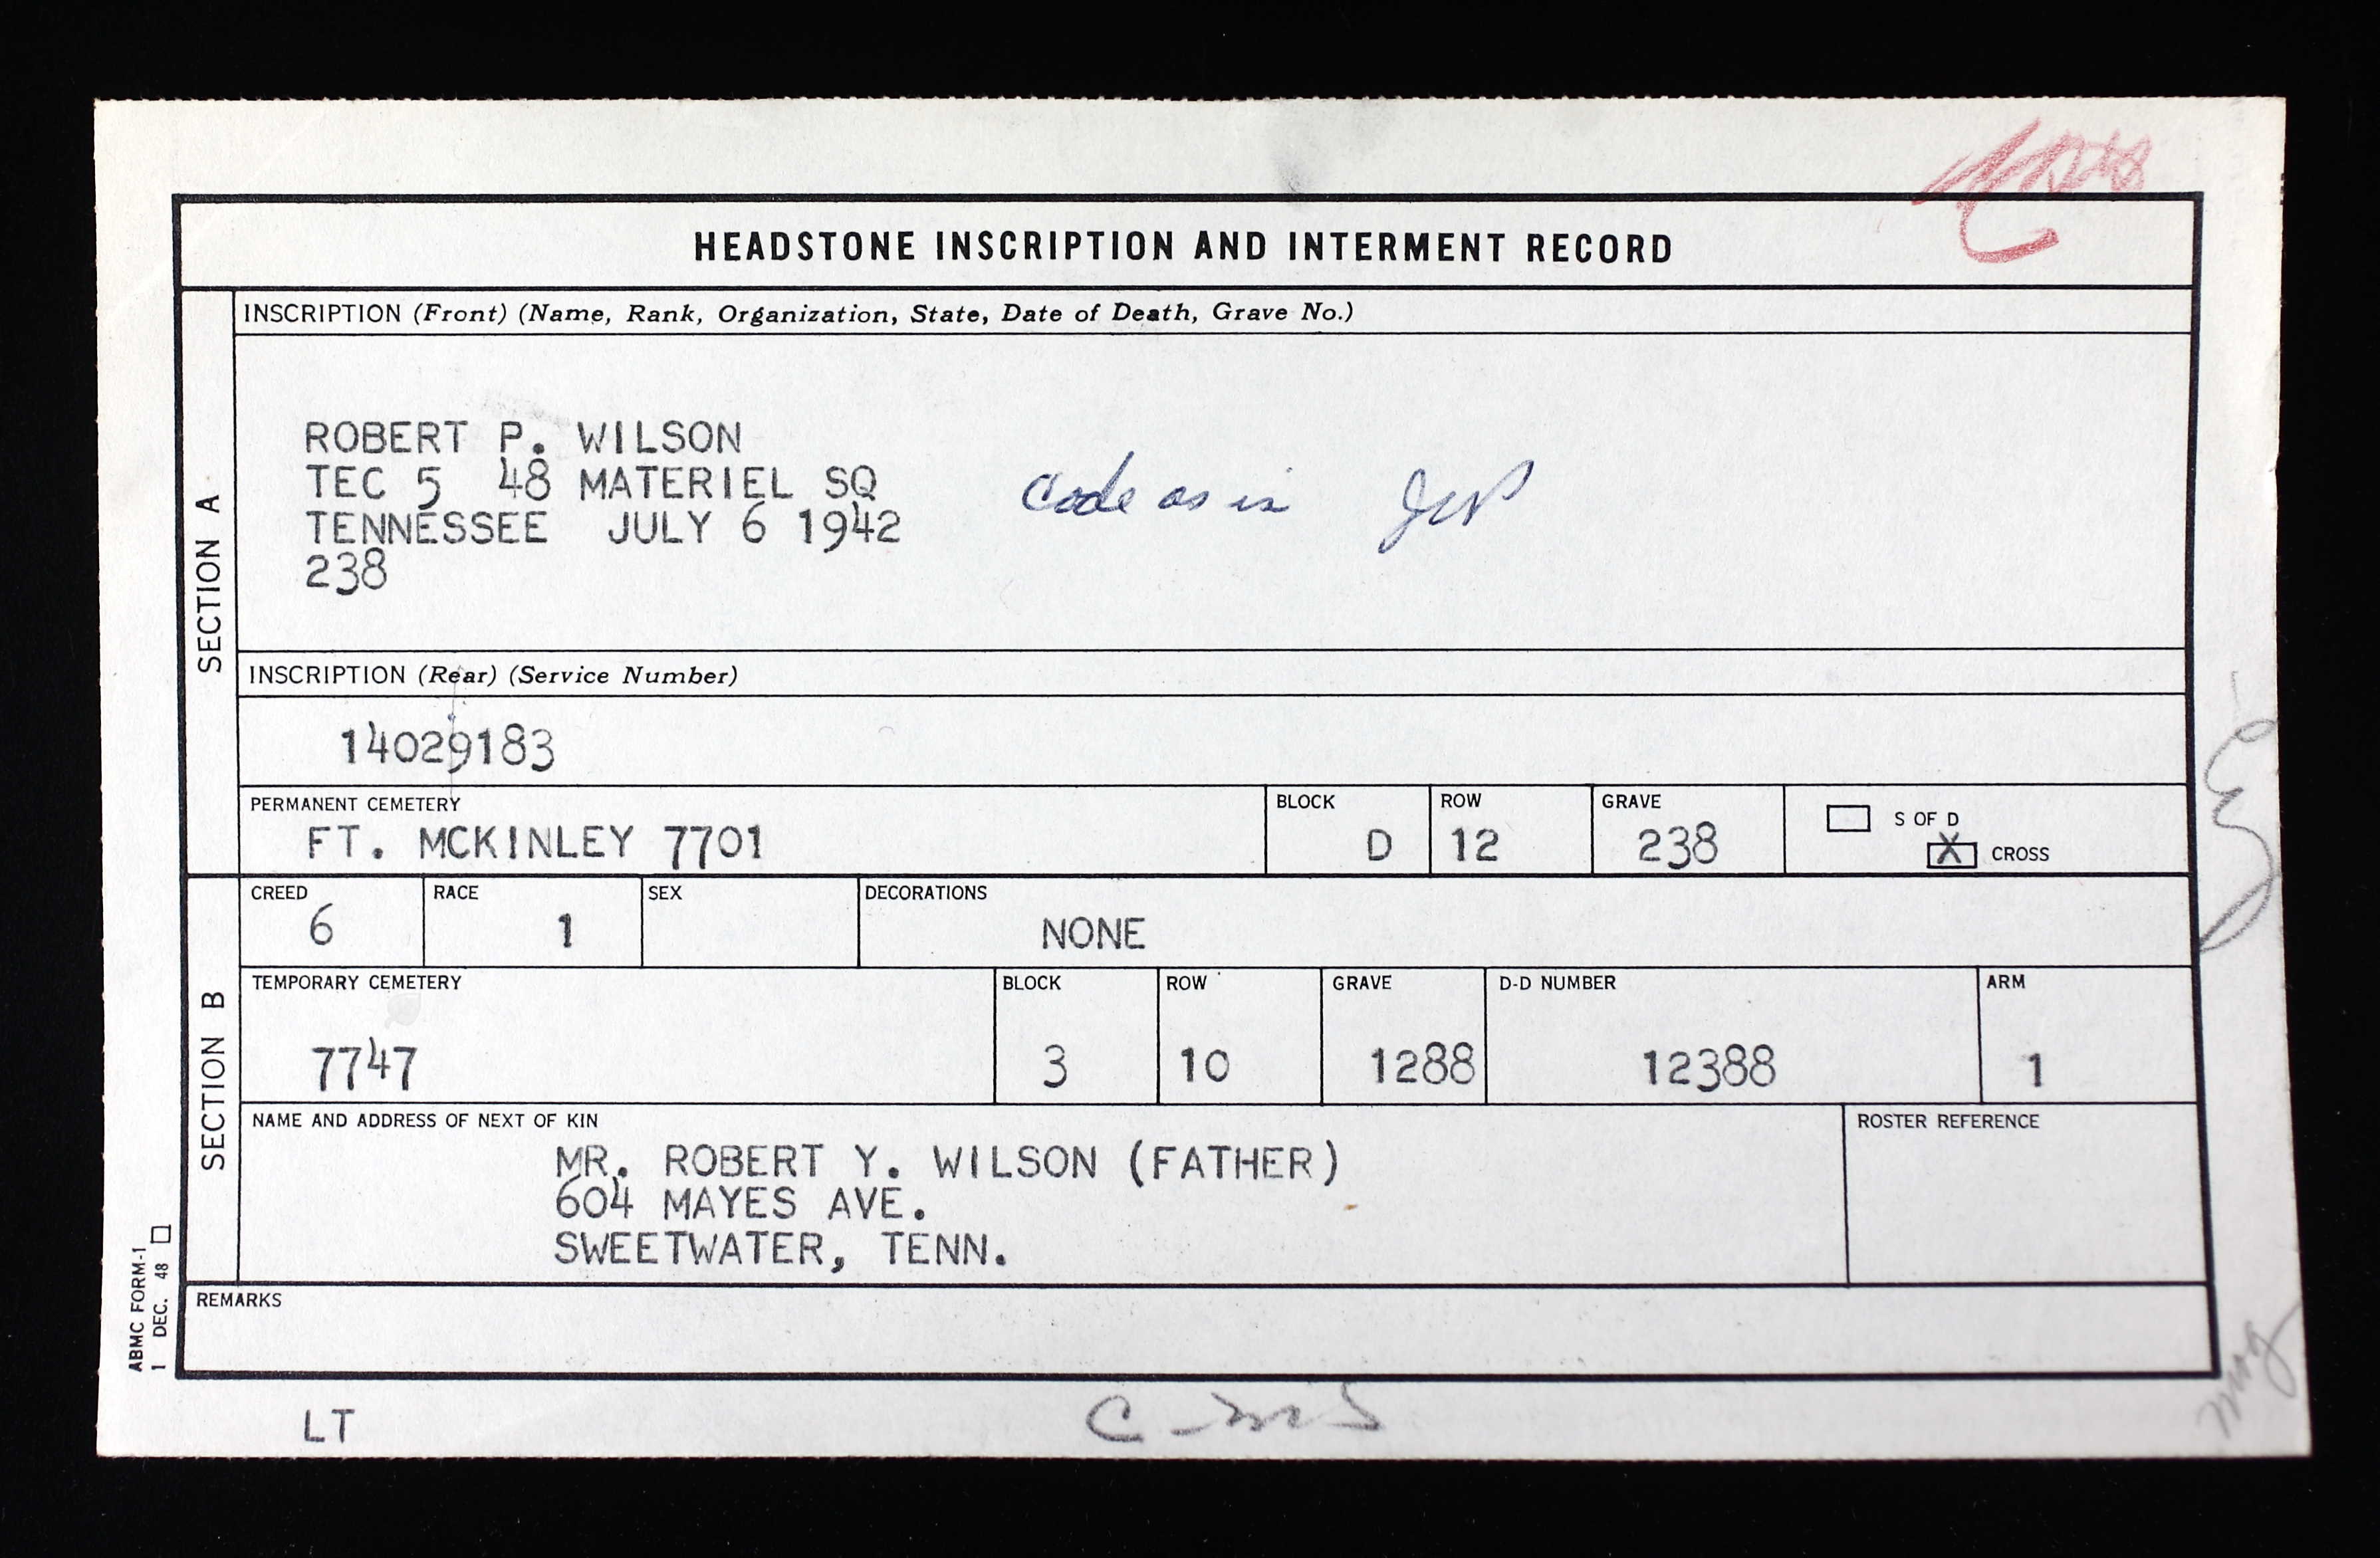 HEADSTONE INSCRIPTION AND INTERMENT RECORD
SECTION A
INSCRIPTION (Front) (Name, Rank, Organization, State, Date of Death, Grave No.)
ROBERT P. WILSON
TEC 5 48 MATERIEL SQ
TENNESSEE JULY 6 1942
238
Code as is
INSCRIPTION (Rear) (Service Number)
14029183
PERMANENT CEMETERY
FT. MCKINLEY 7701
BLOCK
D
ROW
12
GRAVE
238
S OF D
X CROSS
SECTION B
CREED
6
RACE
1
SEX
DECORATIONS
NONE
TEMPORARY CEMETERY
7747
BLOCK
3
ROW
10
GRAVE
1288
D-D NUMBER
12388
ARM
1
NAME AND ADDRESS OF NEXT OF KIN
MR. ROBERT Y. WILSON (FATHER)
604 MAYES AVE.
SWEETWATER, TENN.
ROSTER REFERENCE
REMARKS
ABMC FORM-1
1 DEC. 48
LT